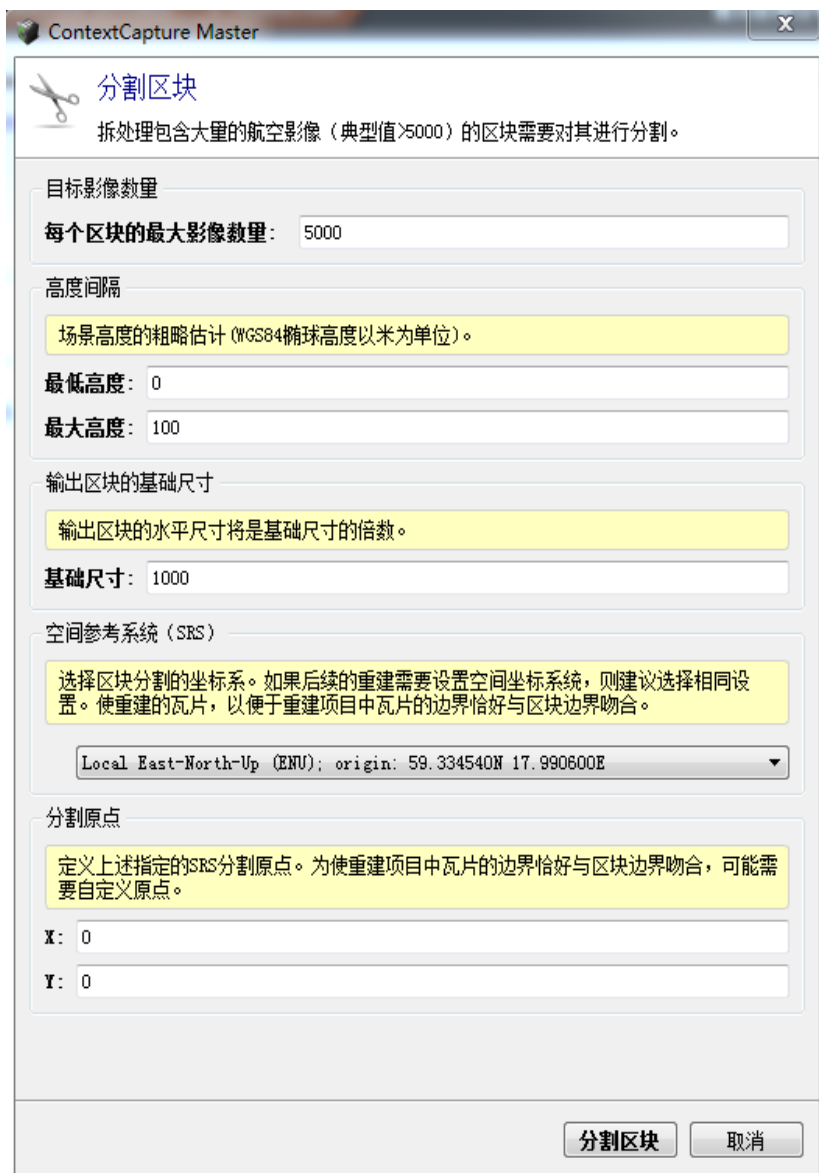 ContextCapture Master
X
分割区块
拆处理包含大量的航空影像（典型值>5000）的区块需要对其进行分割。
目标影像数量
每个区块的最大影像数量： 5000
高度间隔
场景高度的粗略估计(WGS84椭球高度以米为单位)。
最低高度： 0
最大高度： 100
输出区块的基础尺寸
输出区块的水平尺寸将是基础尺寸的倍数。
基础尺寸： 1000
空间参考系统（SRS）
选择区块分割的坐标系。如果后续的重建需要设置空间坐标系统，则建议选择相同设
置。使重建的瓦片，以便于重建项目中瓦片的边界恰好与区块边界吻合。
Local East-North-Up (ENU); origin: 59.334540N 17.990600E
分割原点
定义上述指定的SRS分割原点。为使重建项目中瓦片的边界恰好与区块边界吻合，可能需
要自定义原点。
X: 0
Y: 0
分割区块 取消